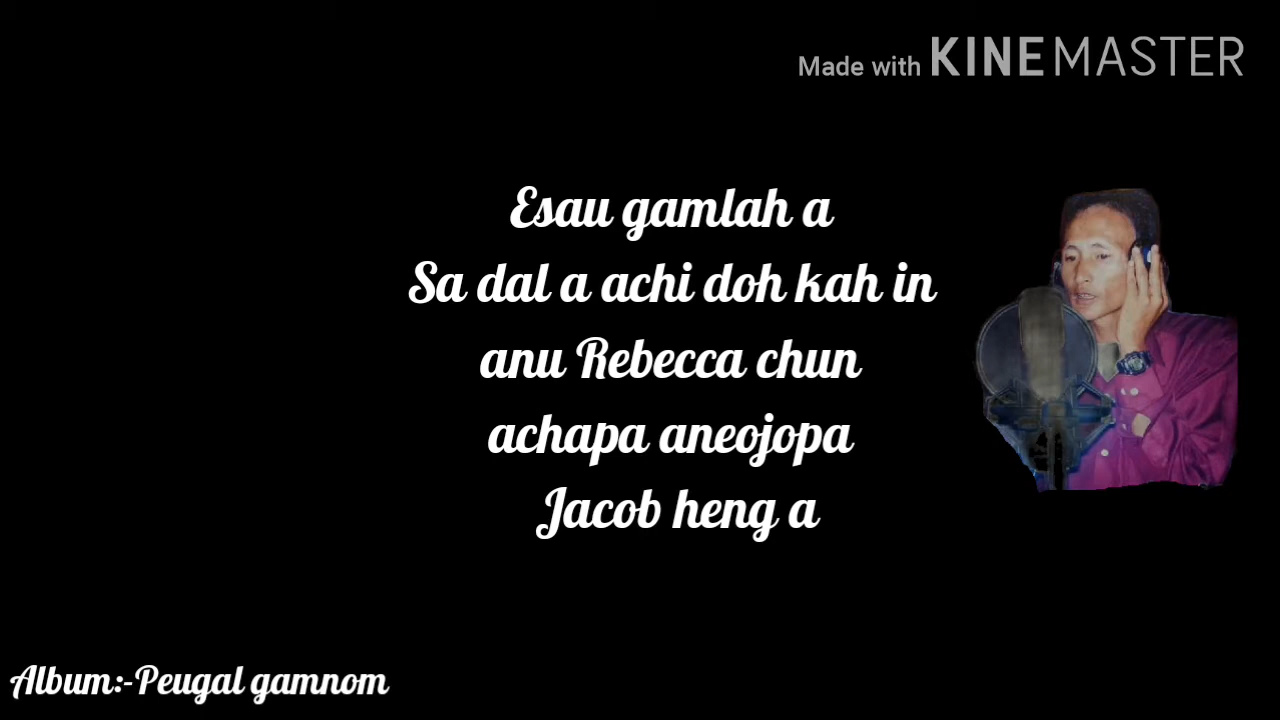 Made with KINEMASTER
Esau gamlah a
Sa dal a achi doh kah in
anu Rebecca chun
achapa aneojopa
Jacob heng a
Album:-Peugal gamnom